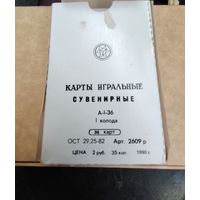 КАРТЫ ИГРАЛЬНЫЕ
СУВЕНИРНЫЕ
А-I-36
1 колода
36 карт
ОСТ 29.25-82 Арт. 2609 р
ЦЕНА 2 руб. 35 коп. 1990 г.